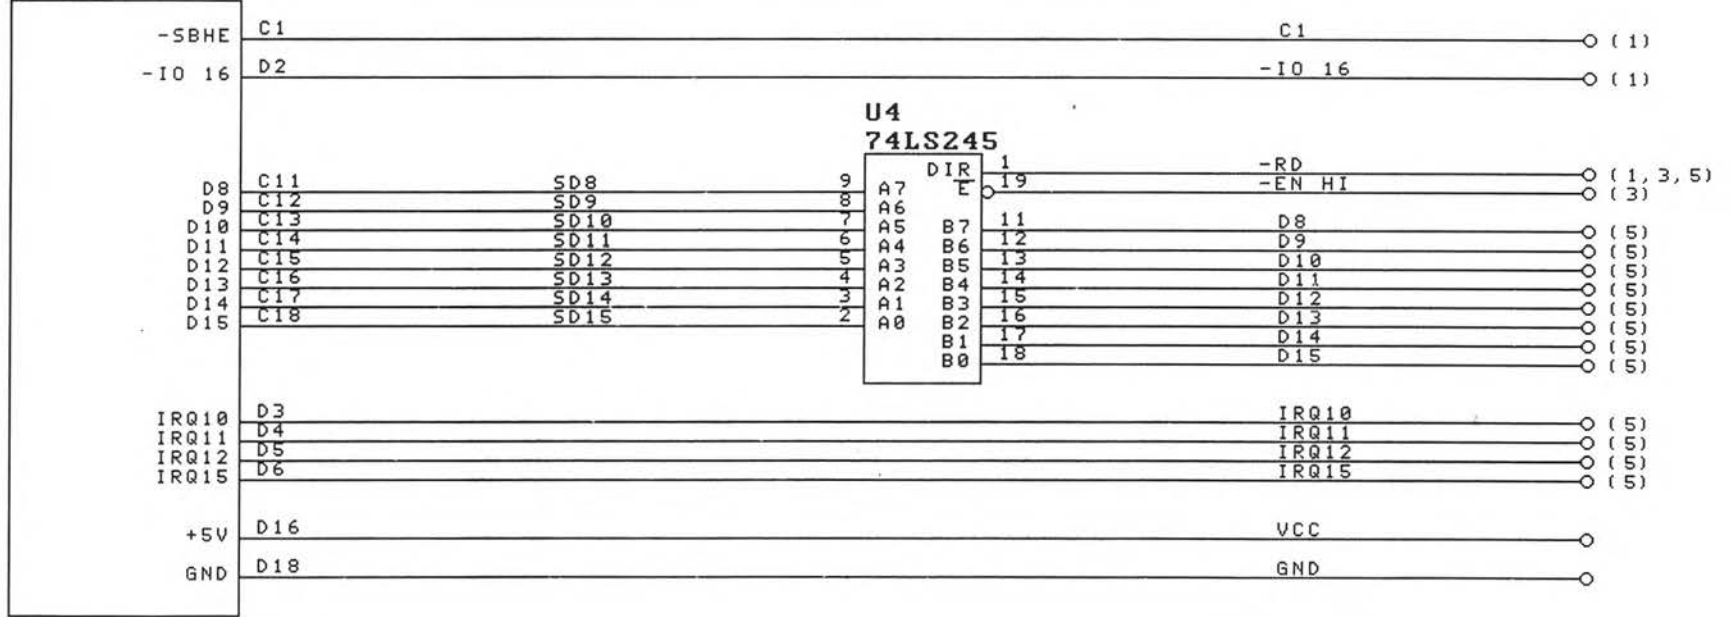 -SBHE C1 C1 (1)
-IO 16 D2 -IO 16 (1)
U4
74LS245
DIR 1 -RD (1,3,5)
E 19 -EN HI (3)
D8 C11 SD8 9 A7
D9 C12 SD9 8 A6
D10 C13 SD10 7 A5 B7 11 D8 (5)
D11 C14 SD11 6 A4 B6 12 D9 (5)
D12 C15 SD12 5 A3 B5 13 D10 (5)
D13 C16 SD13 4 A2 B4 14 D11 (5)
D14 C17 SD14 3 A1 B3 15 D12 (5)
D15 C18 SD15 2 A0 B2 16 D13 (5)
B1 17 D14 (5)
B0 18 D15 (5)
IRQ10 D3 IRQ10 (5)
IRQ11 D4 IRQ11 (5)
IRQ12 D5 IRQ12 (5)
IRQ15 D6 IRQ15 (5)
+5V D16 VCC
GND D18 GND